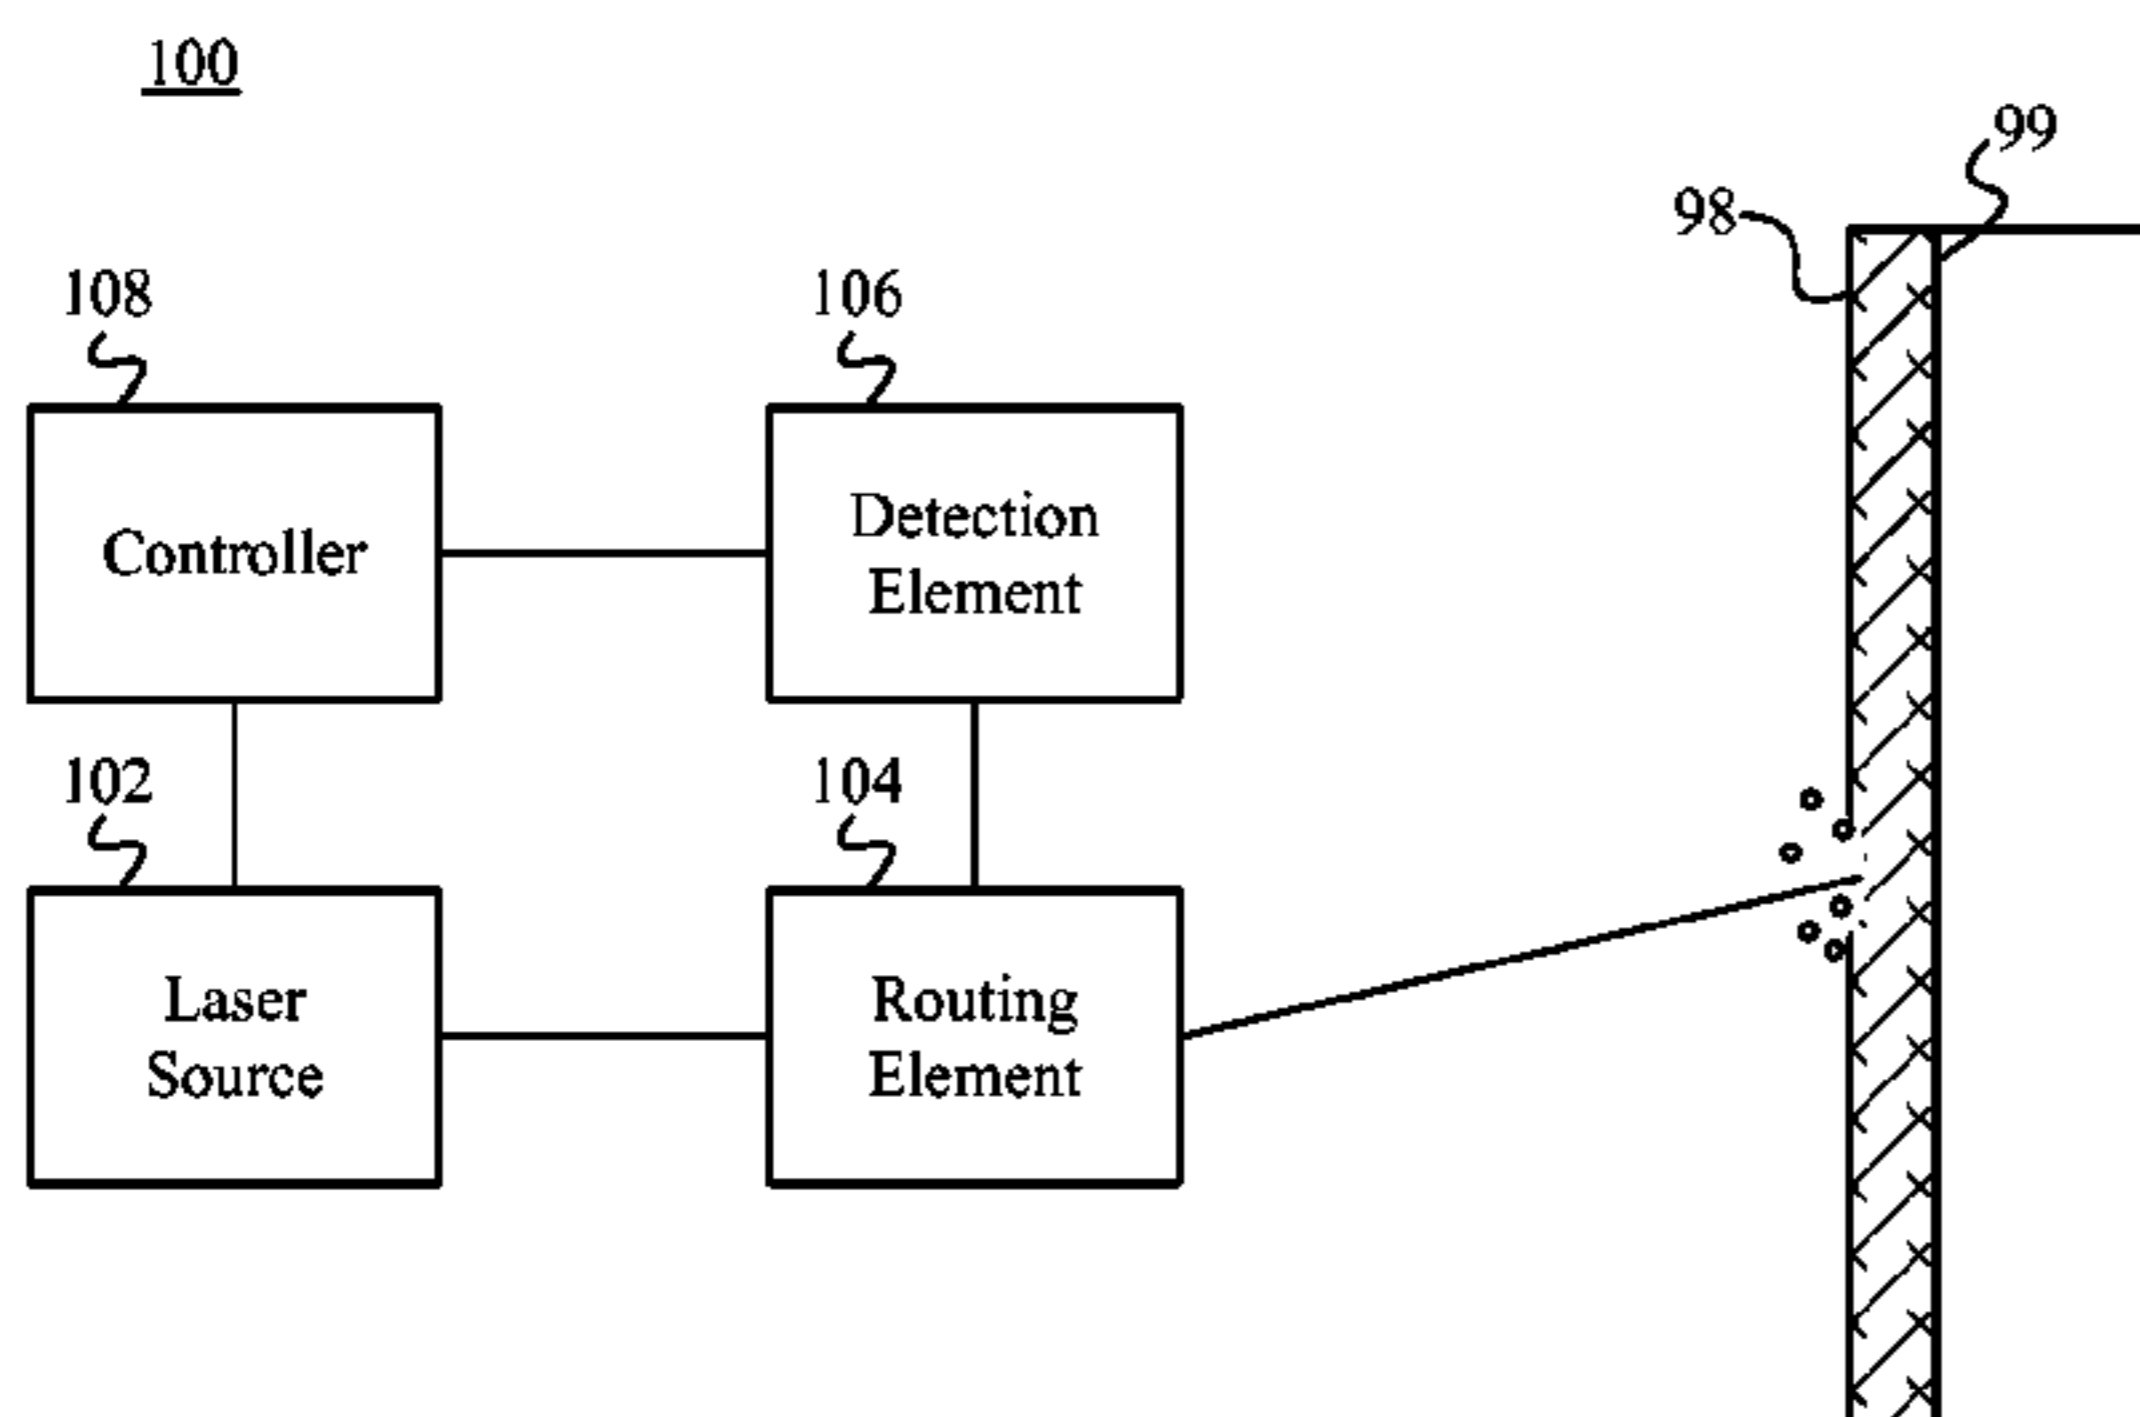 100
99
98
108
106
Controller
Detection
Element
102
104
Laser
Source
Routing
Element